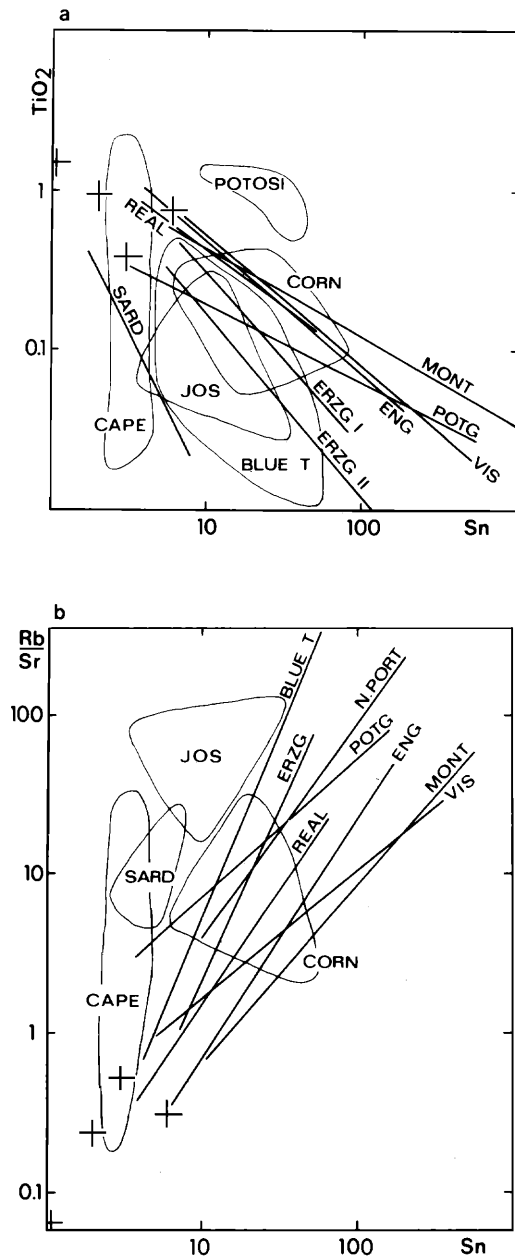 a
TiO2
1
0.1
POTOSI
REAL
CORN
SARD
MONT
JOS
ERZG I
ENG
POTG
CAPE
ERZG II
VIS
BLUE T
10
100
Sn
b
Rb
Sr
100
10
1
0.1
BLUE T
N. PORT
ERZG
POTG
ENG
JOS
MONT
VIS
REAL
SARD
CORN
CAPE
10
100
Sn